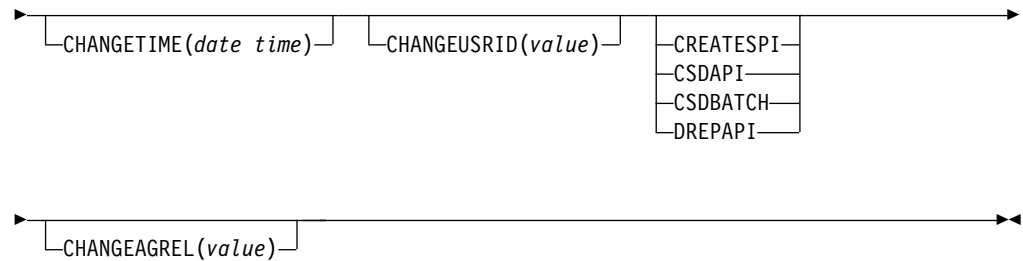 CHANGETIME(date time) CHANGEUSRID(value) CREATESPI
CSDAPI
CSDBATCH
DREPAPI
CHANGEAGREL(value)